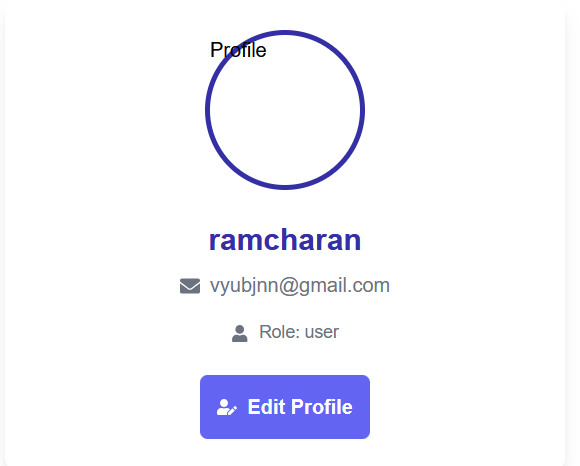 Profile
ramcharan
vyubjnn@gmail.com
Role: user
Edit Profile